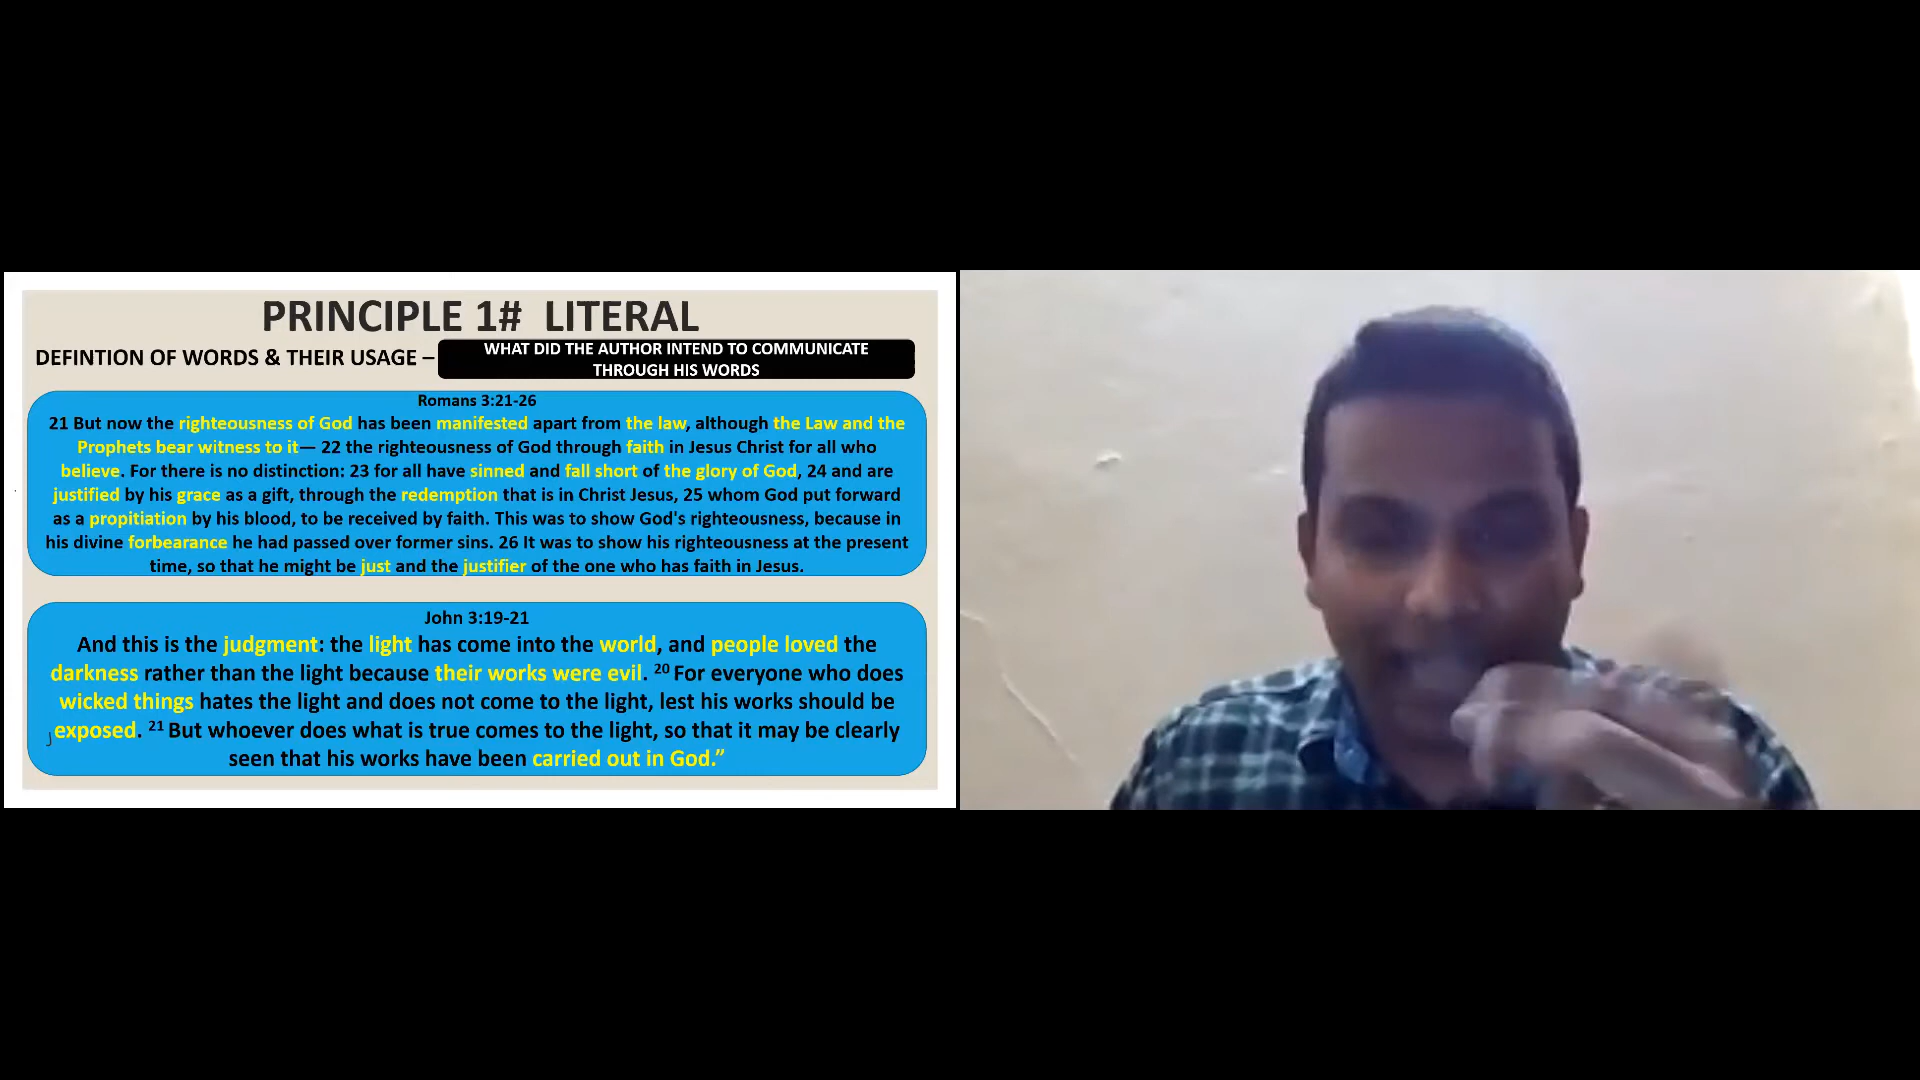 PRINCIPLE 1# LITERAL
DEFINTION OF WORDS & THEIR USAGE –
WHAT DID THE AUTHOR INTEND TO COMMUNICATE
THROUGH HIS WORDS
Romans 3:21-26
21 But now the righteousness of God has been manifested apart from the law, although the Law and the
Prophets bear witness to it— 22 the righteousness of God through faith in Jesus Christ for all who
believe. For there is no distinction: 23 for all have sinned and fall short of the glory of God, 24 and are
justified by his grace as a gift, through the redemption that is in Christ Jesus, 25 whom God put forward
as a propitiation by his blood, to be received by faith. This was to show God's righteousness, because in
his divine forbearance he had passed over former sins. 26 It was to show his righteousness at the present
time, so that he might be just and the justifier of the one who has faith in Jesus.
John 3:19-21
And this is the judgment: the light has come into the world, and people loved the
darkness rather than the light because their works were evil. 20 For everyone who does
wicked things hates the light and does not come to the light, lest his works should be
exposed. 21 But whoever does what is true comes to the light, so that it may be clearly
seen that his works have been carried out in God.”